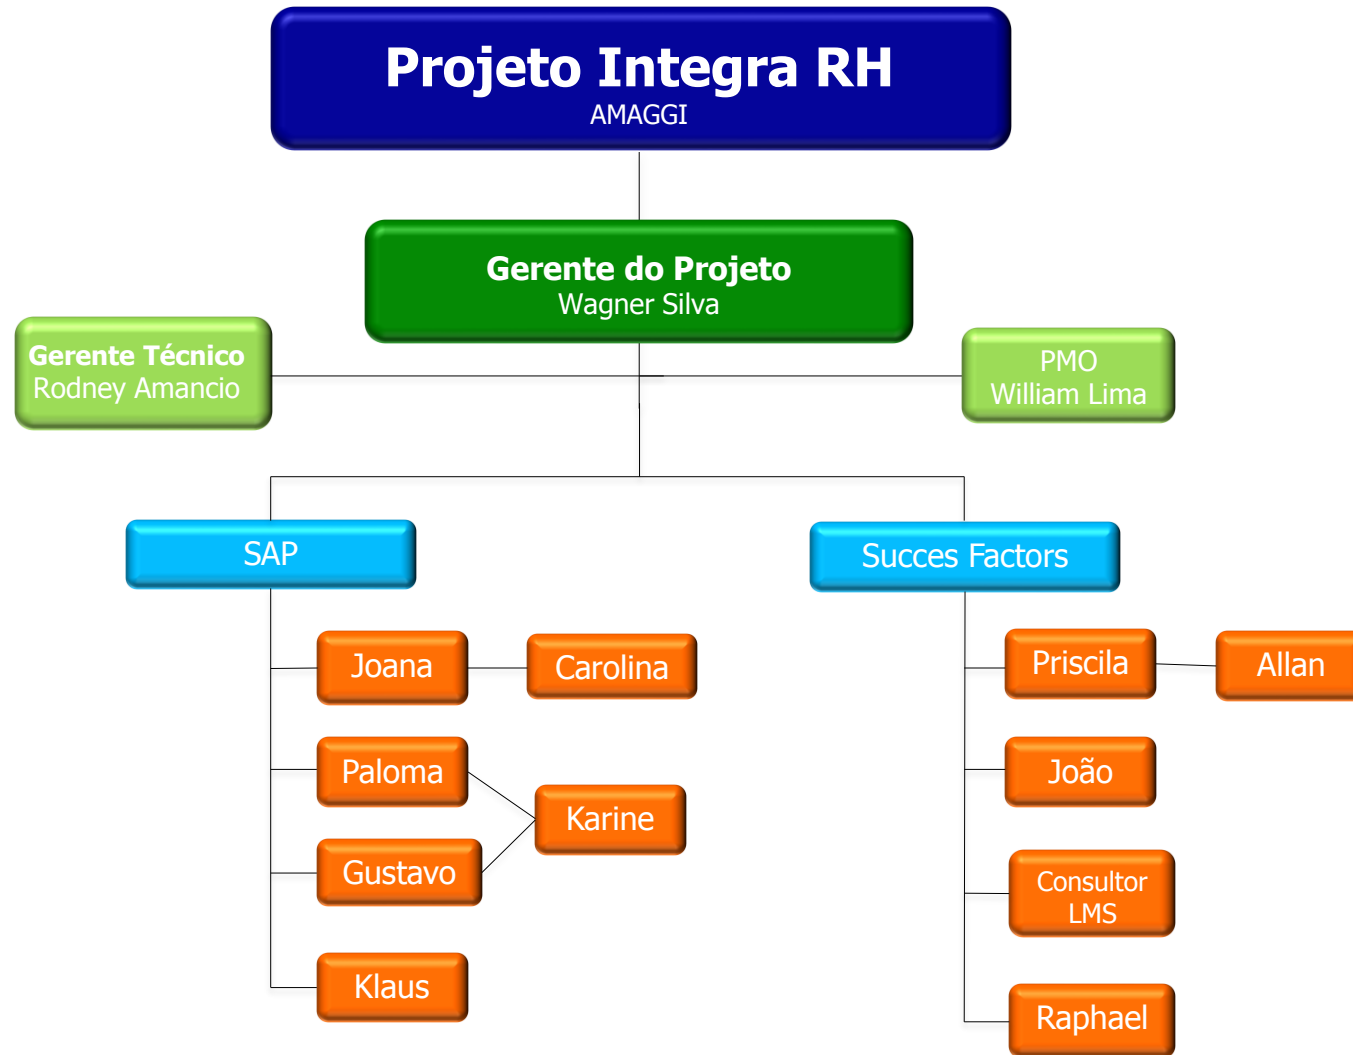 Projeto Integra RH
AMAGGI
Gerente do Projeto
Wagner Silva
Gerente Técnico
Rodney Amancio
PMO
William Lima
SAP
Succes Factors
Joana
Carolina
Priscila
Allan
Paloma
João
Karine
Gustavo
Consultor
LMS
Klaus
Raphael